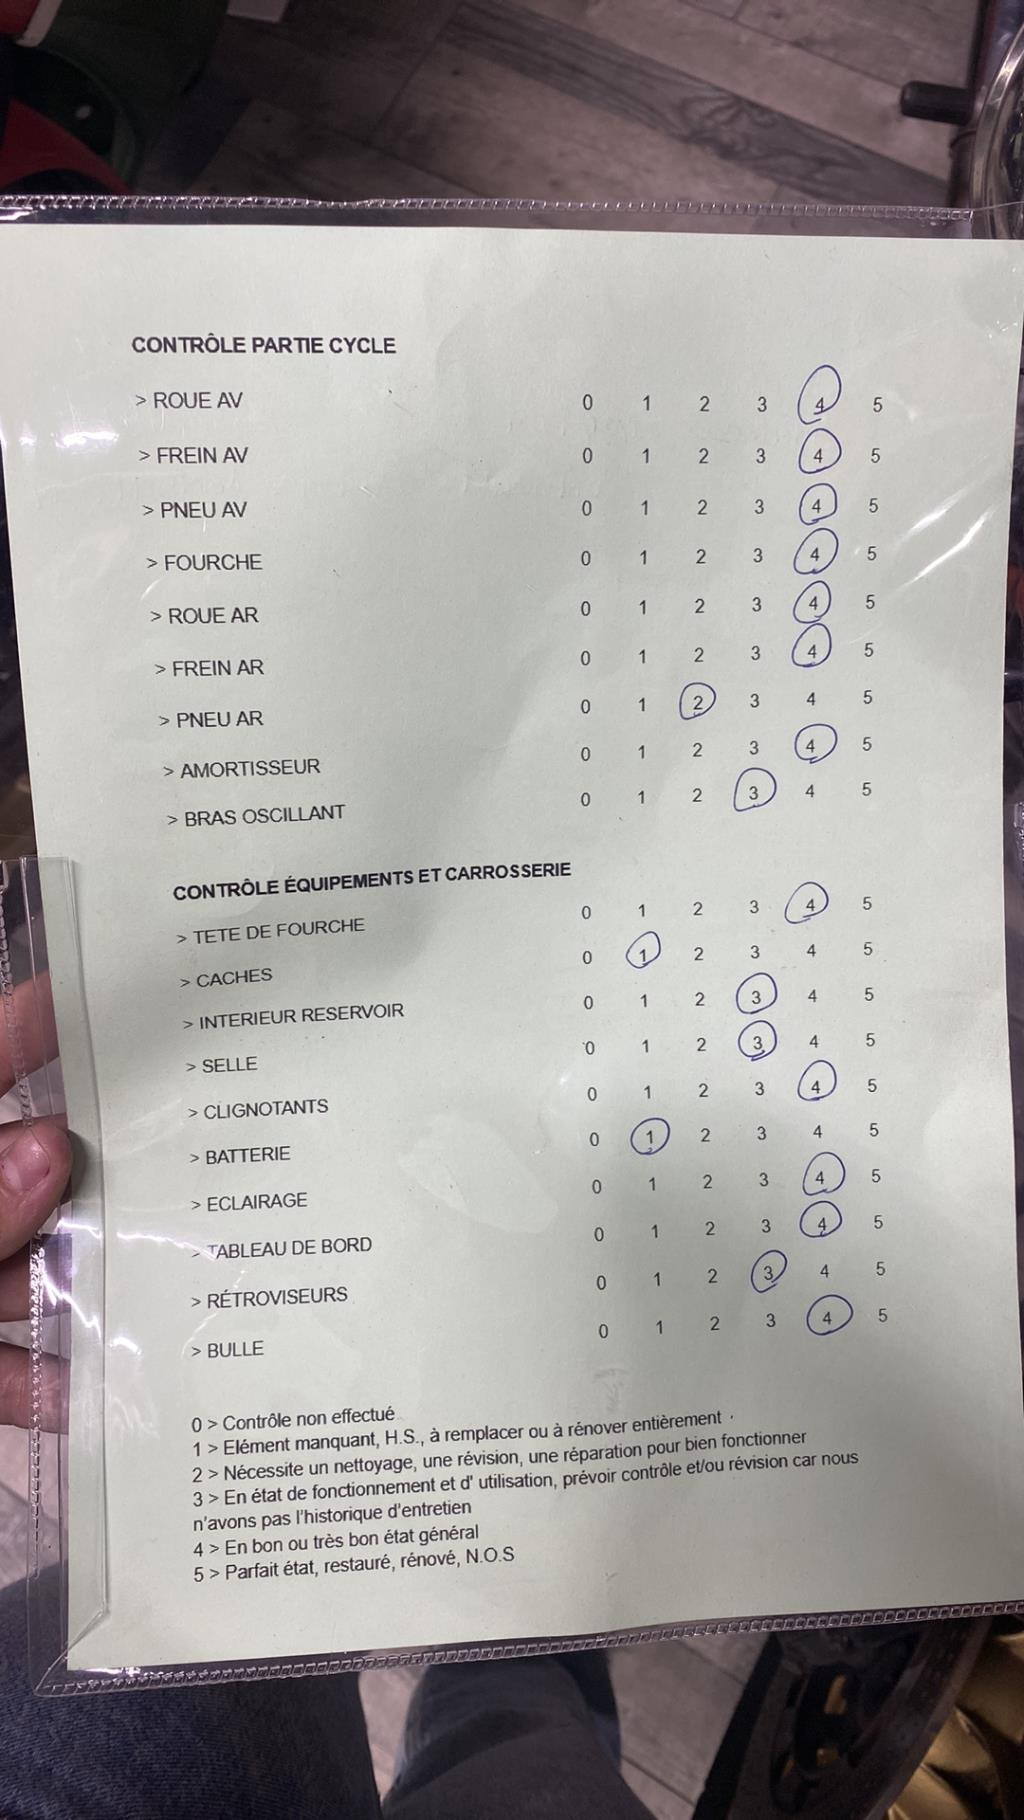 CONTRÔLE PARTIE CYCLE
> ROUE AV 0 1 2 3 4 5
> FREIN AV 0 1 2 3 4 5
> PNEU AV 0 1 2 3 4 5
> FOURCHE 0 1 2 3 4 5
> ROUE AR 0 1 2 3 4 5
> FREIN AR 0 1 2 3 4 5
> PNEU AR 0 1 2 3 4 5
> AMORTISSEUR 0 1 2 3 4 5
> BRAS OSCILLANT 0 1 2 3 4 5
CONTRÔLE ÉQUIPEMENTS ET CARROSSERIE
> TETE DE FOURCHE 0 1 2 3 4 5
> CACHES 0 1 2 3 4 5
> INTERIEUR RESERVOIR 0 1 2 3 4 5
> SELLE 0 1 2 3 4 5
> CLIGNOTANTS 0 1 2 3 4 5
> BATTERIE 0 1 2 3 4 5
> ECLAIRAGE 0 1 2 3 4 5
> TABLEAU DE BORD 0 1 2 3 4 5
> RÉTROVISEURS 0 1 2 3 4 5
> BULLE 0 1 2 3 4 5
0 > Contrôle non effectué
1 > Elément manquant, H.S., à remplacer ou à rénover entièrement
2 > Nécessite un nettoyage, une révision, une réparation pour bien fonctionner
3 > En état de fonctionnement et d' utilisation, prévoir contrôle et/ou révision car nous
n'avons pas l'historique d'entretien
4 > En bon ou très bon état général
5 > Parfait état, restauré, rénové, N.O.S